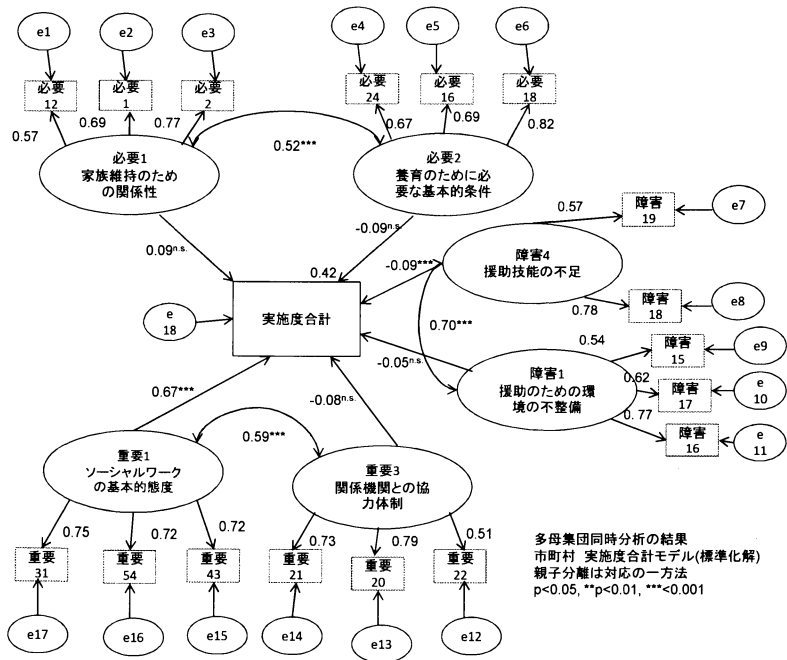 e1
e2
e3
e4
e5
e6
必要
12
必要
1
必要
2
必要
24
必要
16
必要
18
0.57
0.69
0.77
0.67
0.69
0.82
0.52***
必要1
家族維持のため
の関係性
必要2
養育のために必
要な基本的条件
障害
19
e7
0.57
障害4
援助技能の不足
0.09n.s.
-0.09n.s.
-0.09***
0.42
障害
18
e8
0.78
e
18
実施度合計
0.70***
0.54
障害
15
e9
-0.05n.s.
障害1
援助のための環
境の不整備
0.62
障害
17
e
10
0.77
障害
16
e
11
0.67***
-0.08n.s.
0.59***
重要1
ソーシャルワーク
の基本的態度
重要3
関係機関との協
力体制
0.75
0.72
0.72
0.73
0.79
0.51
重要
31
重要
54
重要
43
重要
21
重要
20
重要
22
e17
e16
e15
e14
e13
e12
多母集団同時分析の結果
市町村 実施度合計モデル(標準化解)
親子分離は対応の一方法
p<0.05, **p<0.01, ***<0.001